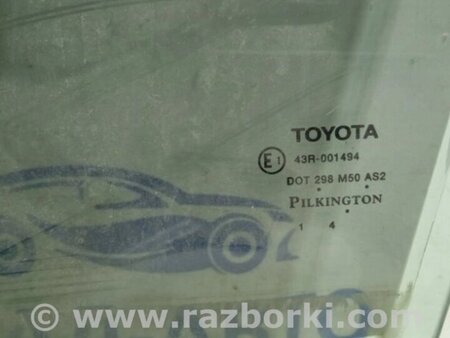 TOYOTA
E1 43R-001494
DOT 298 M50 AS2
PILKINGTON
1 4
www.razborki.com